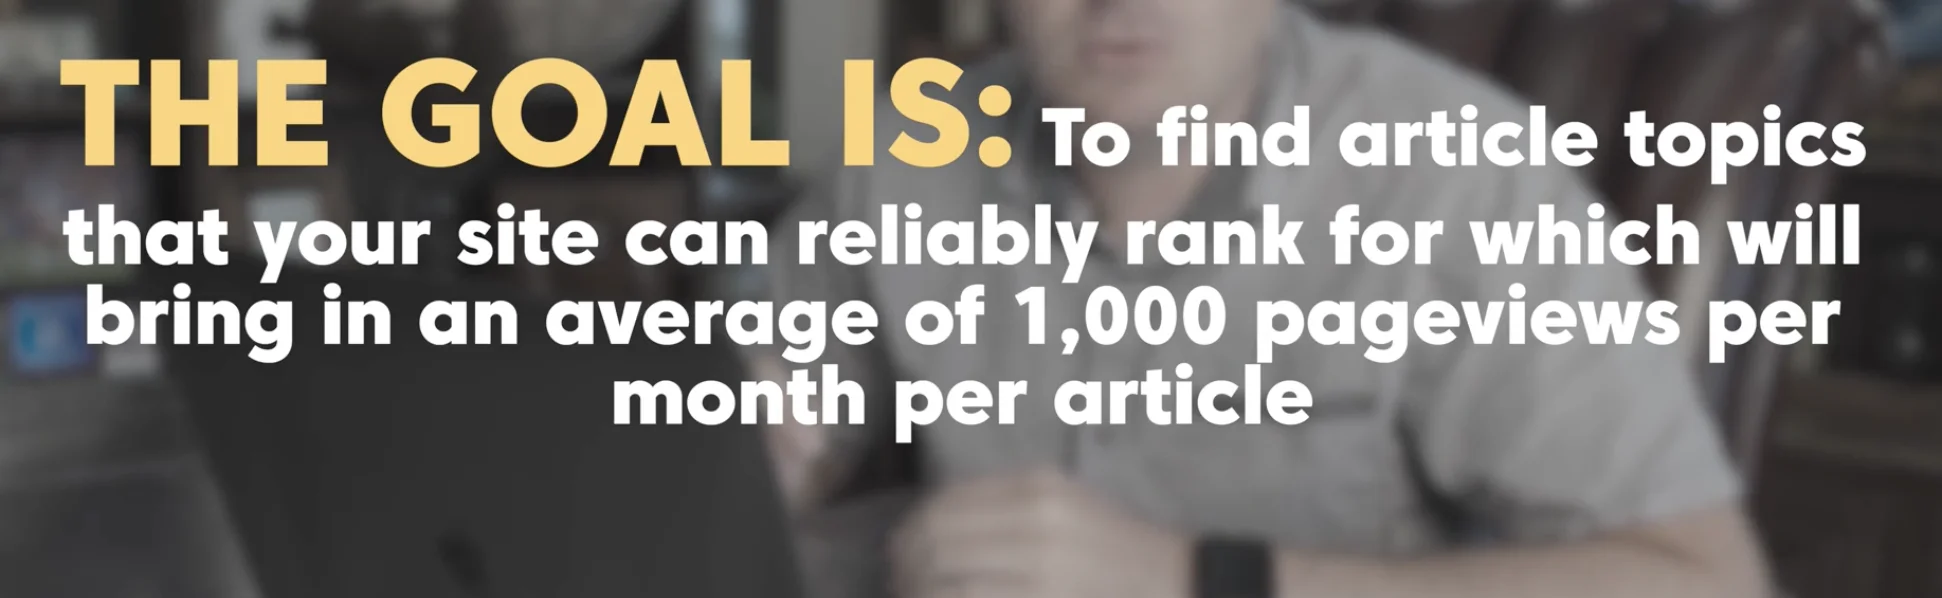 THE GOAL IS: To find article topics
that your site can reliably rank for which will
bring in an average of 1,000 pageviews per
month per article